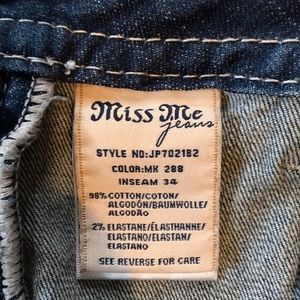 Miss Me
jeans
STYLE NO:JP702182
COLOR:MK 288
INSEAM 34
98% COTTON/COTON/
ALGODÓN/BAUMWOLLE/
ALGODÃO
2% ELASTANE/ÉLASTHANNE/
ELASTANO/ELASTAN/
ELASTANO
SEE REVERSE FOR CARE